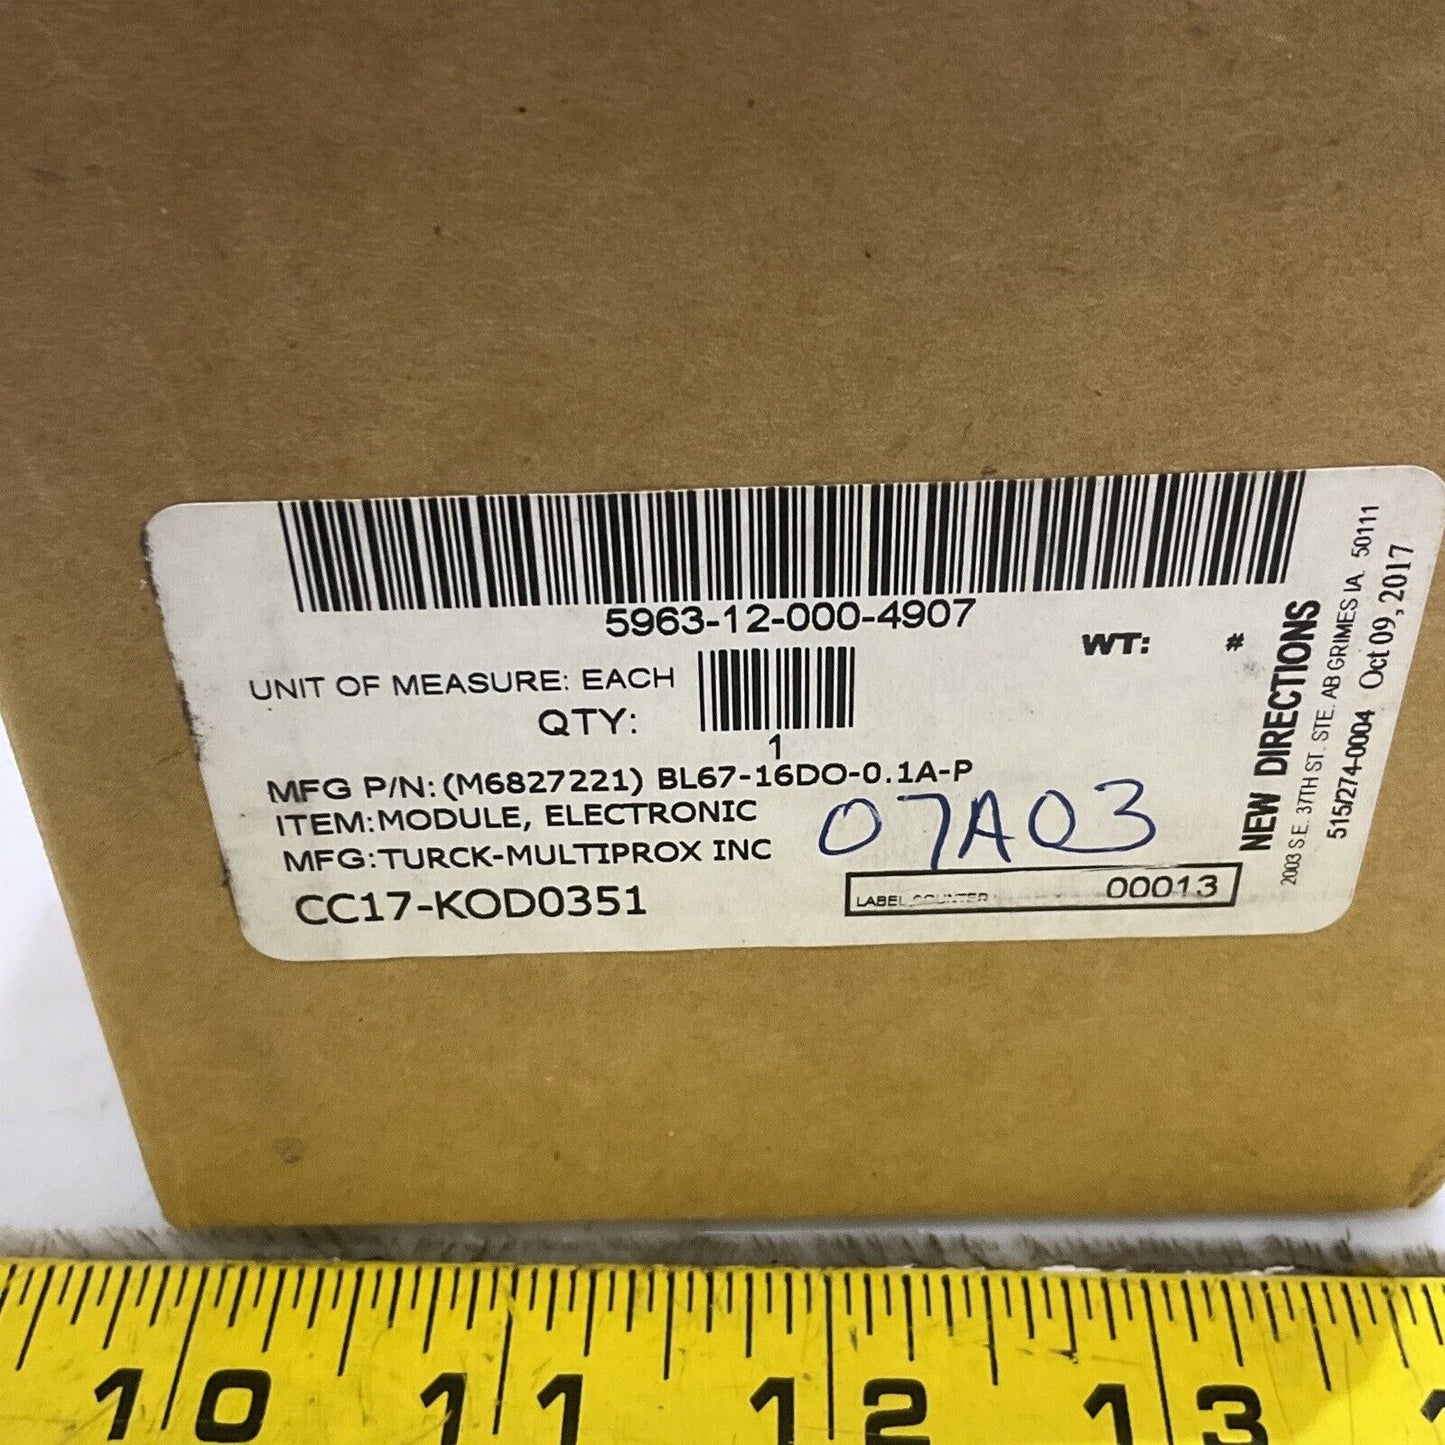 5963-12-000-4907
WT: #
UNIT OF MEASURE: EACH
QTY:
1
MFG P/N: (M6827221) BL67-16DO-0.1A-P
ITEM:MODULE, ELECTRONIC
MFG:TURCK-MULTIPROX INC
07A03
CC17-KOD0351
LABEL COUNTER 00013
NEW DIRECTIONS
2003 S.E. 37TH ST. STE. AB GRIMES IA. 50111
515/274-0004 Oct 09, 2017
10 11 12 13